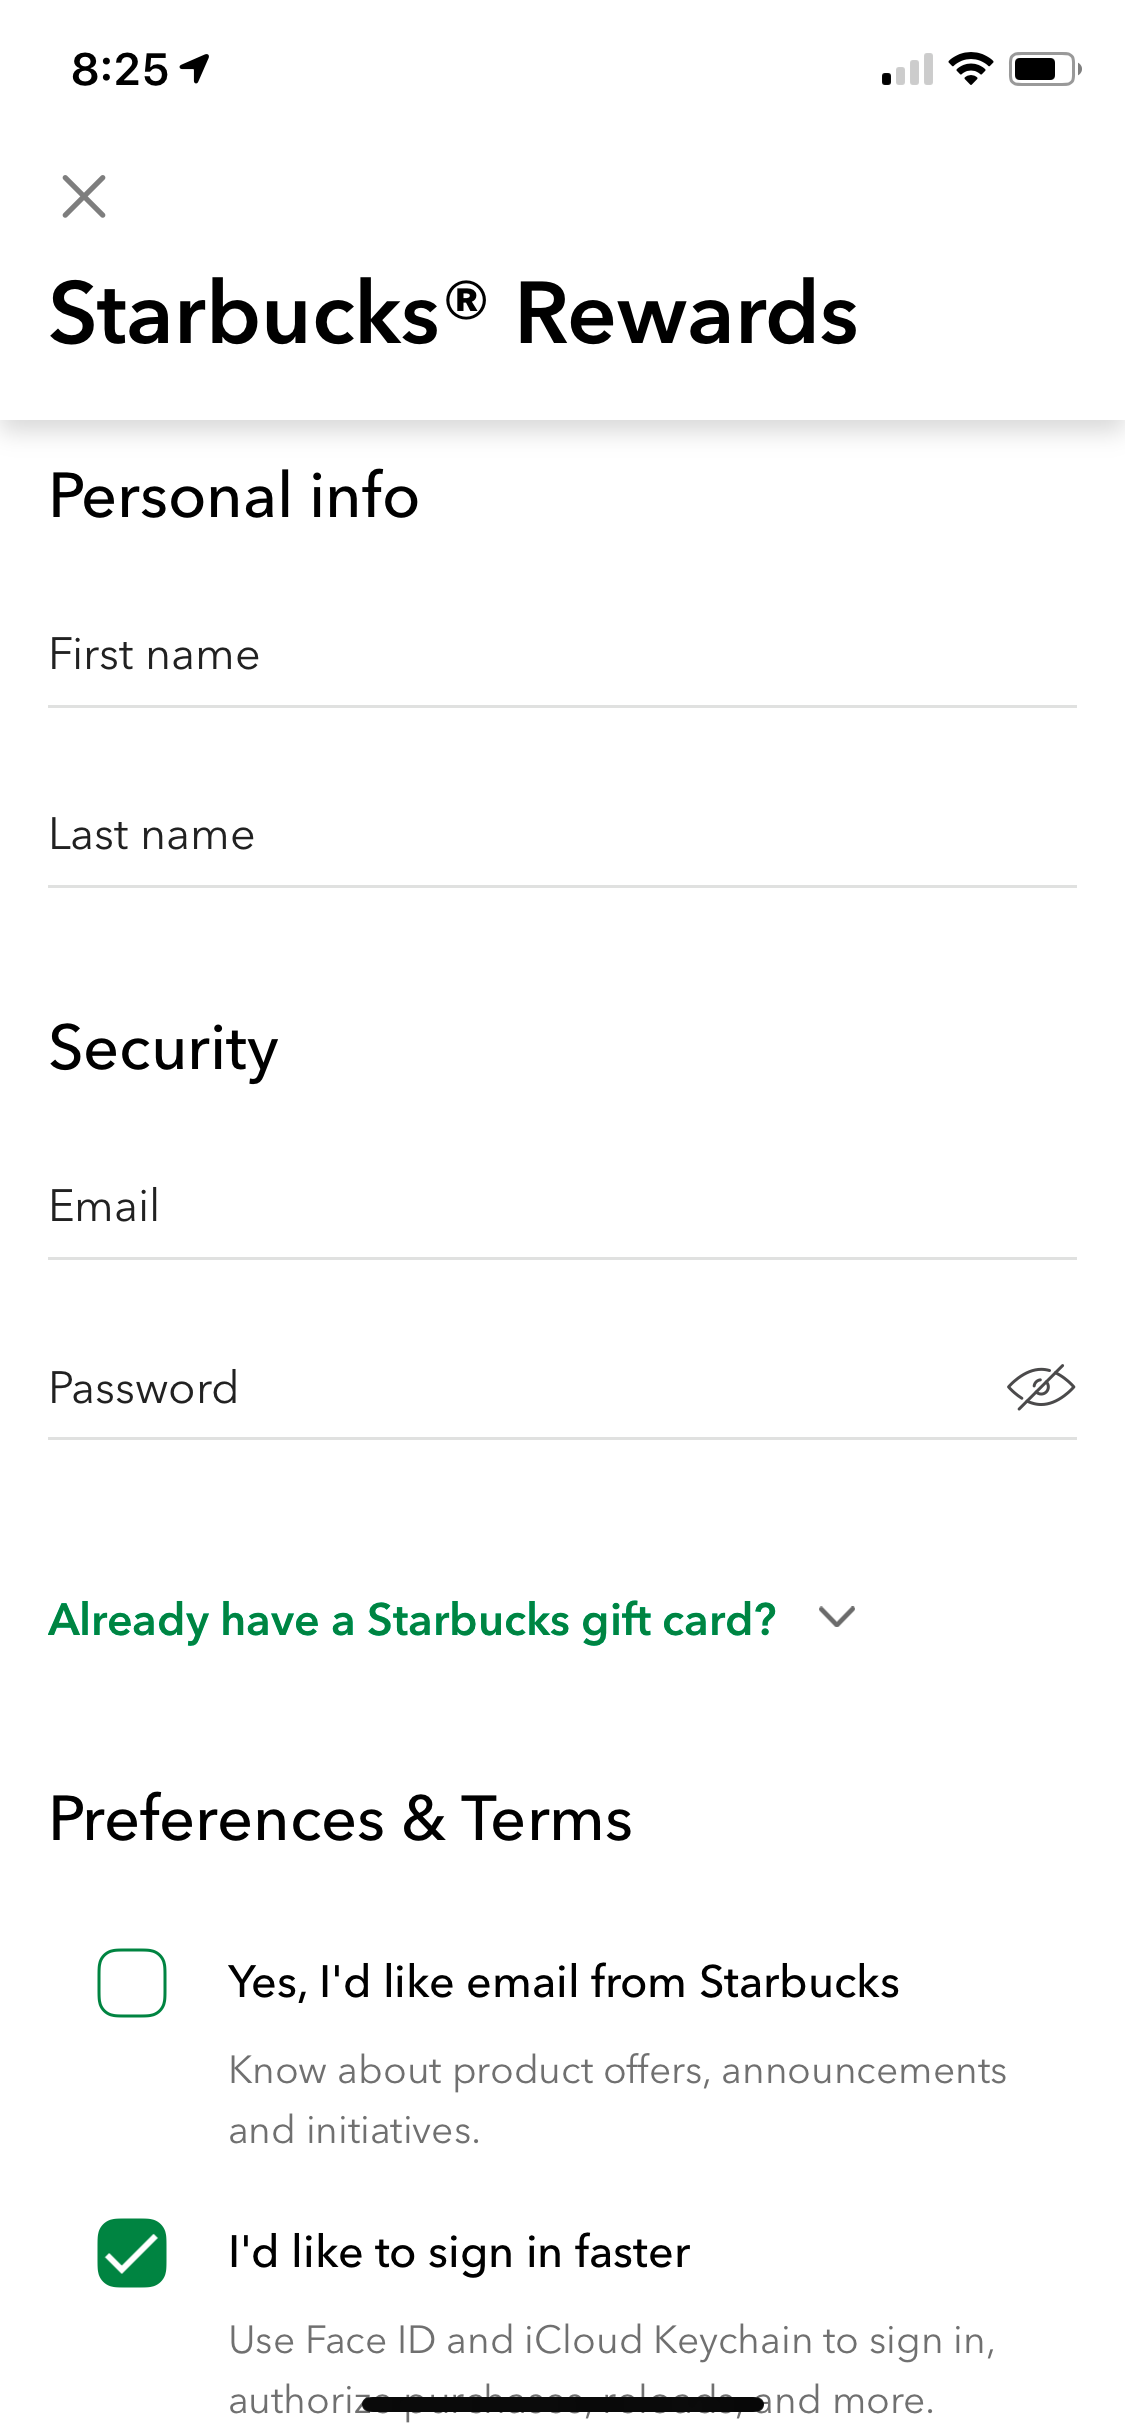 8:25
Starbucks® Rewards
Personal info
First name
Last name
Security
Email
Password
Already have a Starbucks gift card?
Preferences & Terms
Yes, I'd like email from Starbucks
Know about product offers, announcements
and initiatives.
I'd like to sign in faster
Use Face ID and iCloud Keychain to sign in,
authorize purchases, reloads, and more.